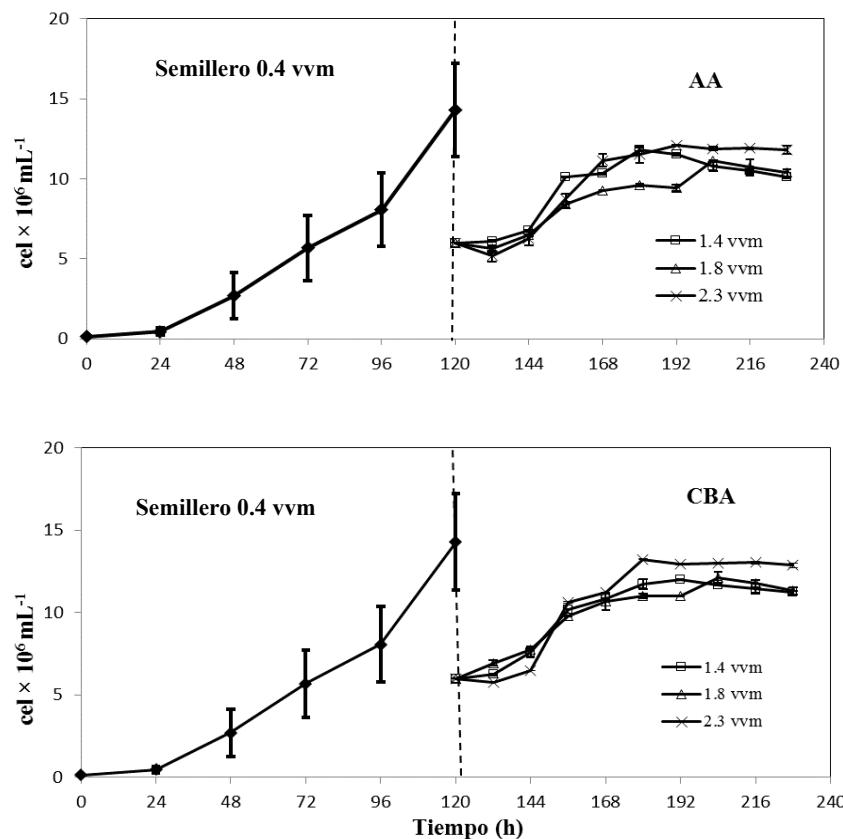 20
15
10
5
0
cel × 10⁶ mL⁻¹
Semillero 0.4 vvm
AA
1.4 vvm
1.8 vvm
2.3 vvm
0 24 48 72 96 120 144 168 192 216 240
20
15
10
5
0
cel × 10⁶ mL⁻¹
Semillero 0.4 vvm
CBA
1.4 vvm
1.8 vvm
2.3 vvm
0 24 48 72 96 120 144 168 192 216 240
Tiempo (h)